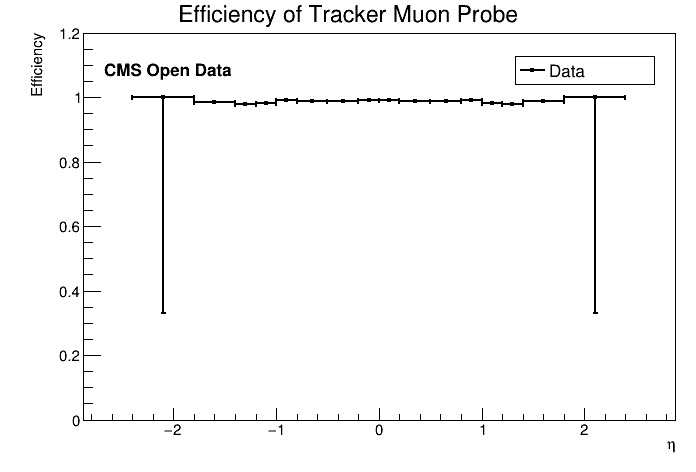 Efficiency of Tracker Muon Probe
Efficiency
1.2
CMS Open Data
Data
1
0.8
0.6
0.4
0.2
0
−2
−1
0
1
2
η